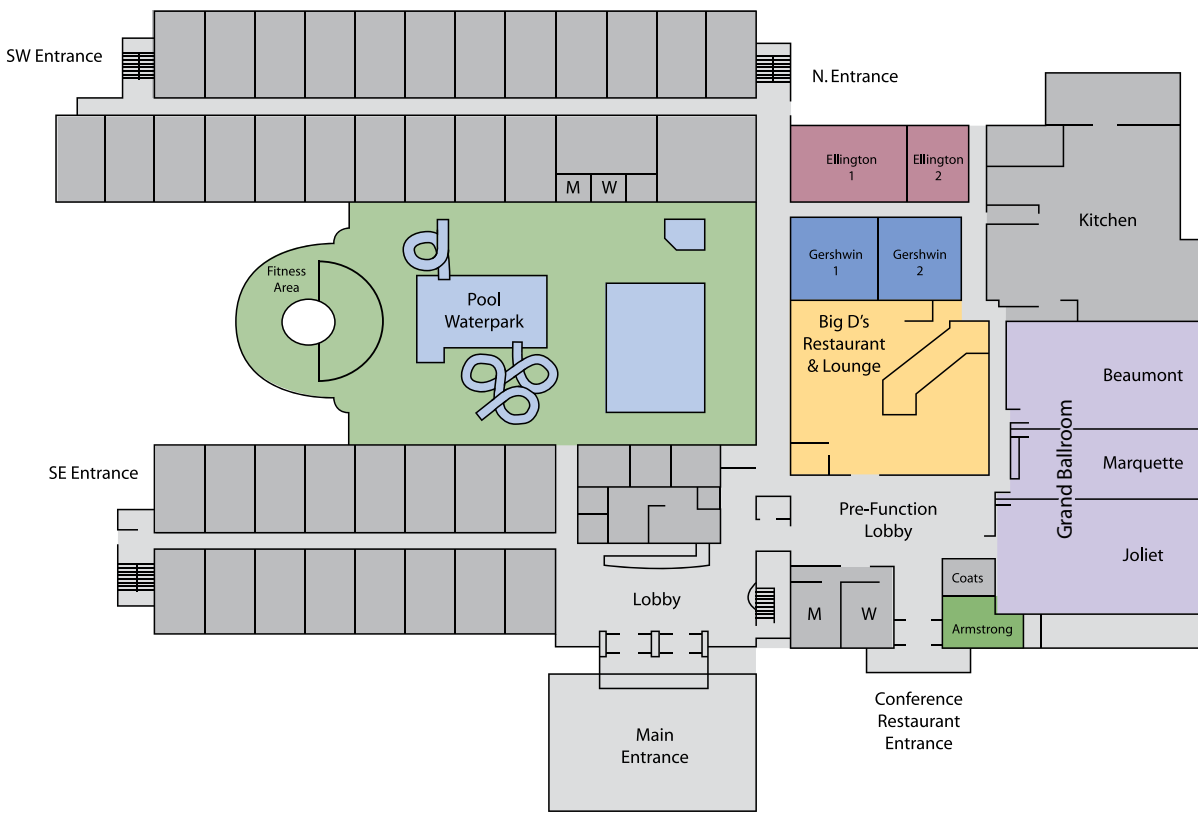 SW Entrance
N. Entrance
Ellington
1
Ellington
2
M
W
Kitchen
Fitness
Area
Gershwin
1
Gershwin
2
Pool
Waterpark
Big D's
Restaurant
& Lounge
Beaumont
SE Entrance
Marquette
Grand Ballroom
Pre-Function
Lobby
Joliet
Coats
Lobby
M
W
Armstrong
Conference
Restaurant
Entrance
Main
Entrance